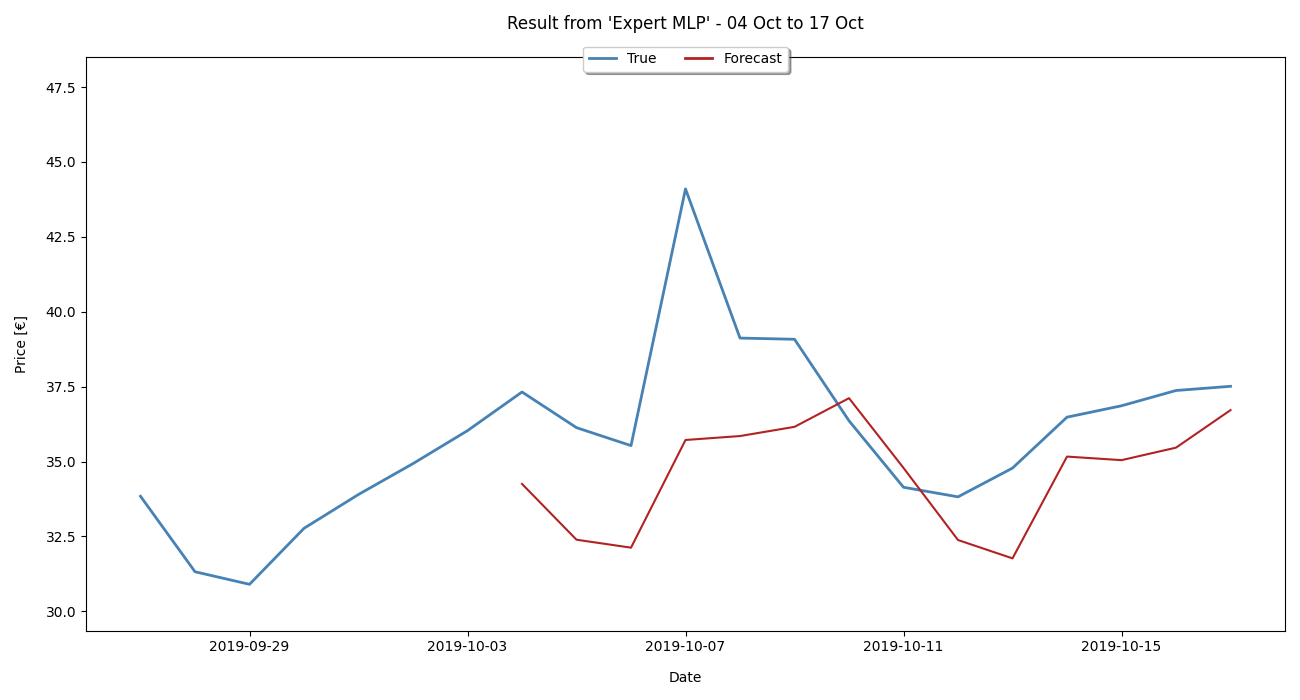 Result from 'Expert MLP' - 04 Oct to 17 Oct
True Forecast
47.5
45.0
42.5
40.0
37.5
35.0
32.5
30.0
Price [€]
2019-09-29 2019-10-03 2019-10-07 2019-10-11 2019-10-15
Date